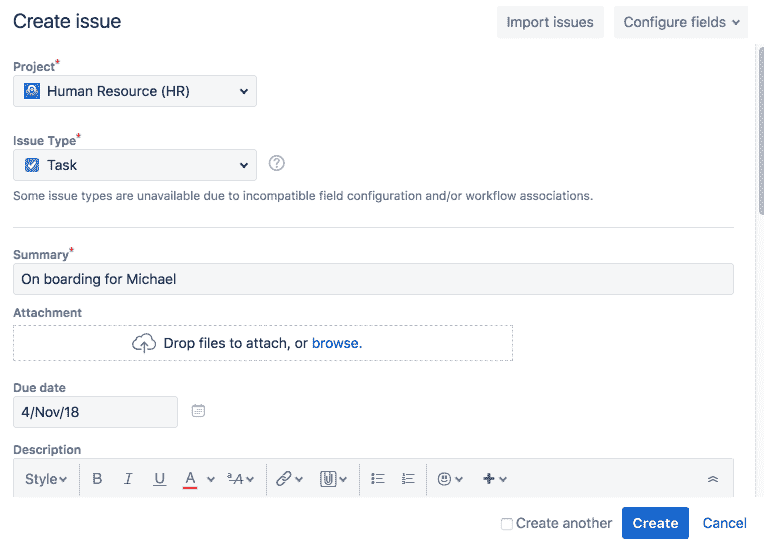 Create issue
Import issues
Configure fields
Project*
Human Resource (HR)
Issue Type*
Task
?
Some issue types are unavailable due to incompatible field configuration and/or workflow associations.
Summary*
On boarding for Michael
Attachment
Drop files to attach, or browse.
Due date
4/Nov/18
Description
Style B I U A ªA
Create another Create Cancel